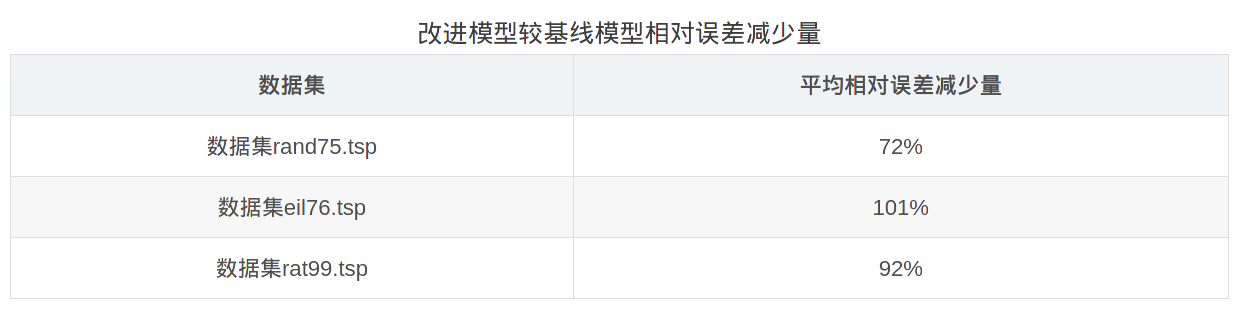 改进模型较基线模型相对误差减少量
数据集 平均相对误差减少量
数据集rand75.tsp 72%
数据集eil76.tsp 101%
数据集rat99.tsp 92%